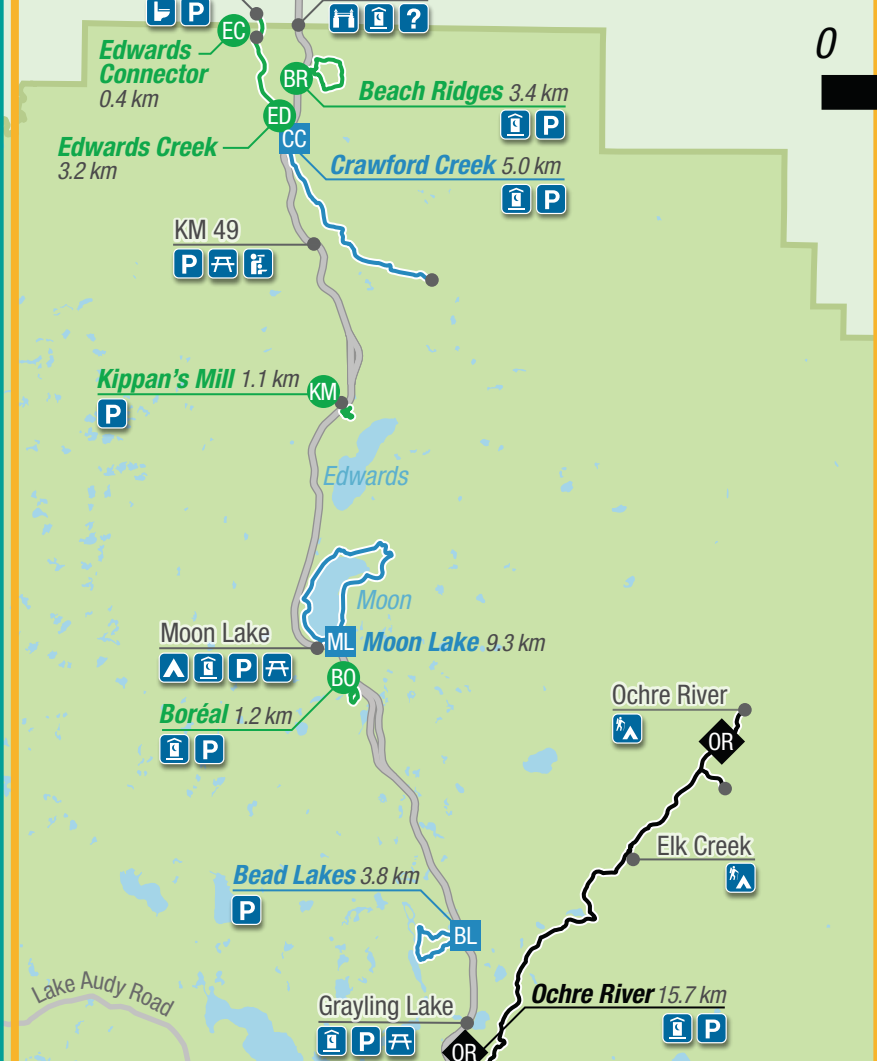 P
?
0
EC
Edwards
Connector
0.4 km
BR
Beach Ridges 3.4 km
P
ED
Edwards Creek
3.2 km
CC
Crawford Creek 5.0 km
P
KM 49
P
Kippan's Mill 1.1 km
KM
P
Edwards
Moon
Moon Lake
P
ML
Moon Lake 9.3 km
BO
Boréal 1.2 km
P
Ochre River
OR
Elk Creek
Bead Lakes 3.8 km
P
BL
Lake Audy Road
Grayling Lake
P
OR
Ochre River 15.7 km
P